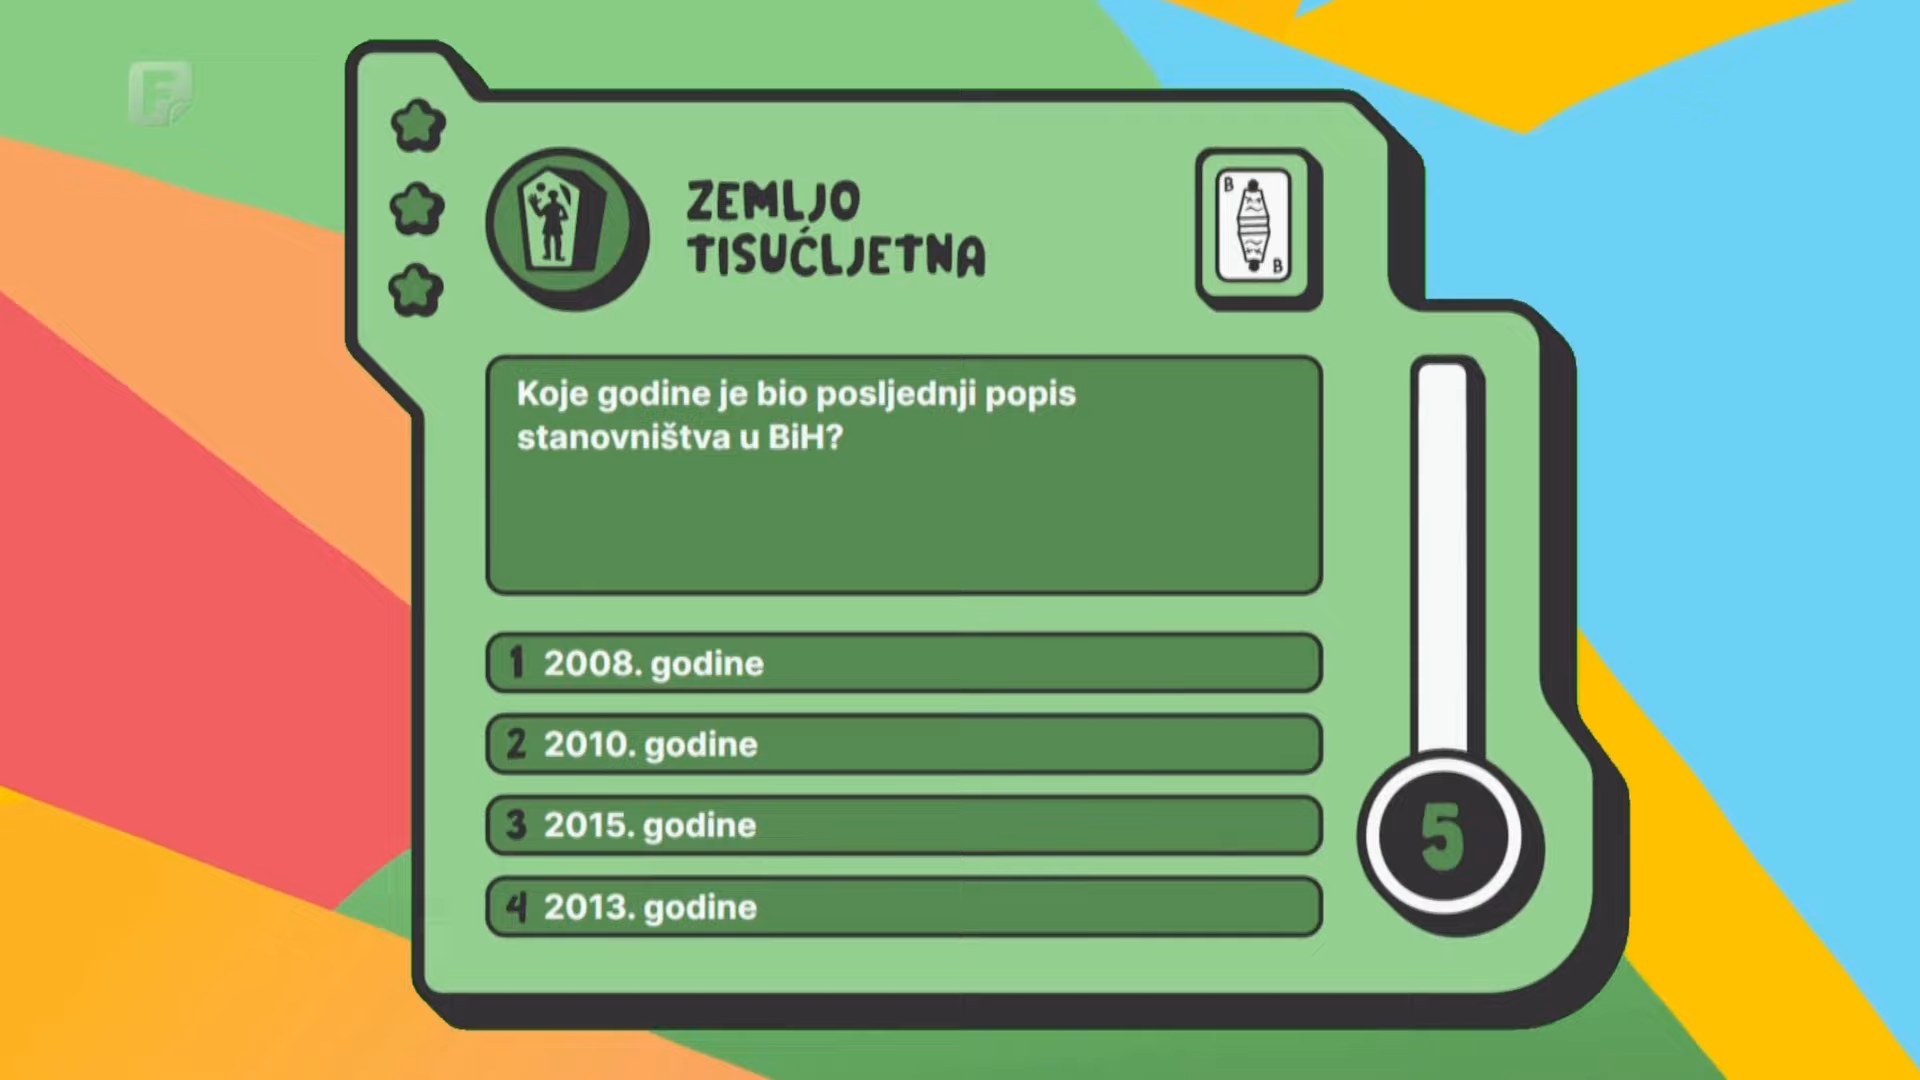 F
ZEMLJO
TISUĆLJETNA
B
B
Koje godine je bio posljednji popis
stanovništva u BiH?
1 2008. godine
2 2010. godine
3 2015. godine
4 2013. godine
5